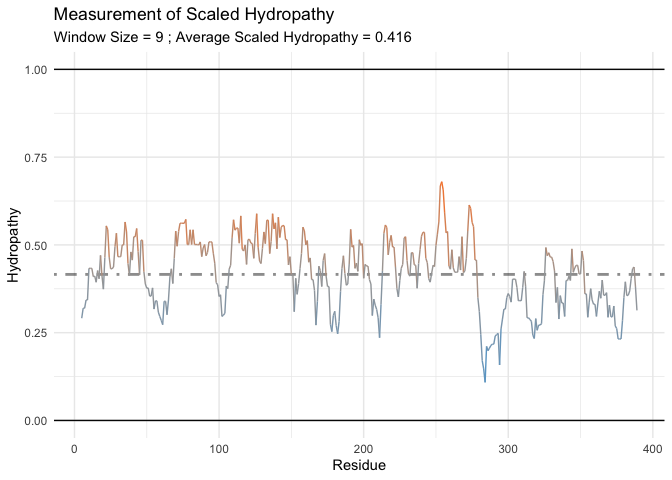 Measurement of Scaled Hydropathy
Window Size = 9 ; Average Scaled Hydropathy = 0.416
1.00
0.75
0.50
0.25
0.00
Hydropathy
0 100 200 300 400
Residue